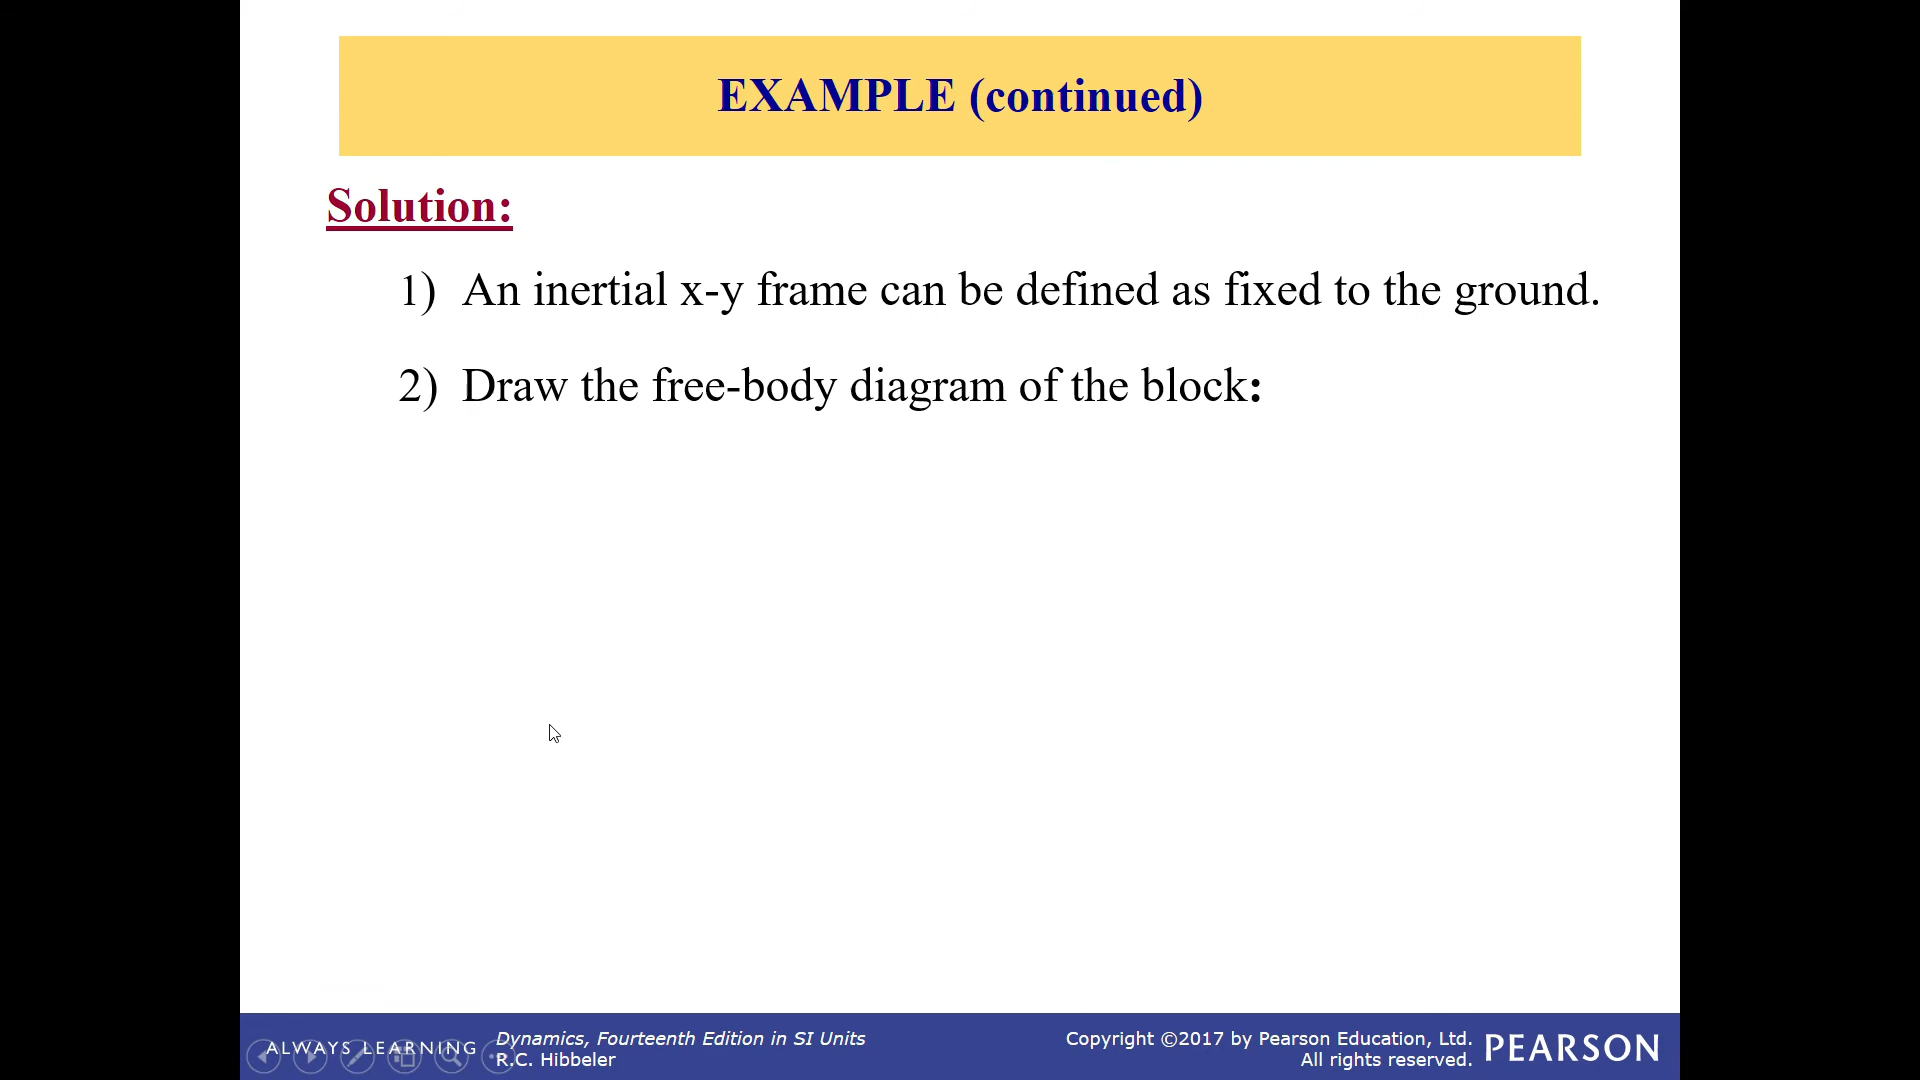 EXAMPLE (continued)
Solution:
1) An inertial x-y frame can be defined as fixed to the ground.
2) Draw the free-body diagram of the block:
ALWAYS LEARNING
Dynamics, Fourteenth Edition in SI Units
R.C. Hibbeler
Copyright ©2017 by Pearson Education, Ltd.
All rights reserved.
PEARSON